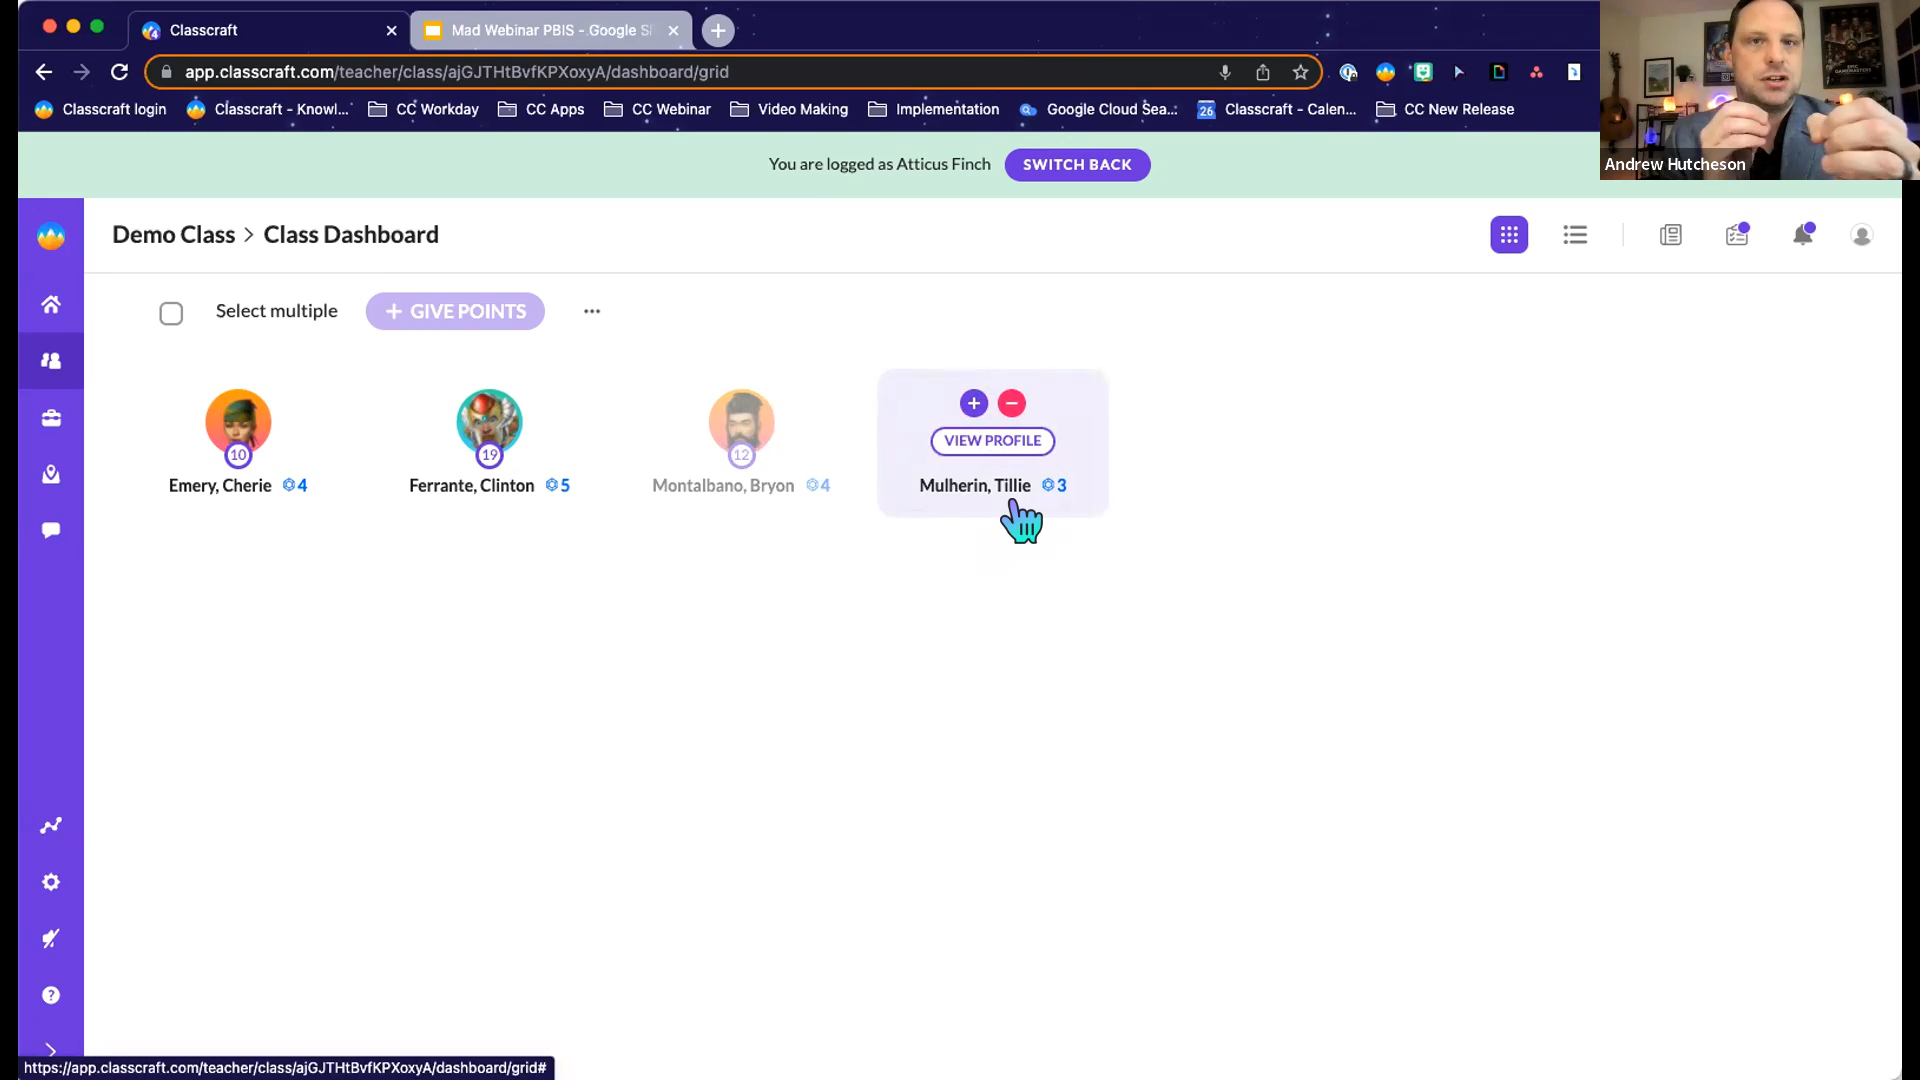 Classcraft
Mad Webinar PBIS - Google Sl
app.classcraft.com/teacher/class/ajGJTHtBvfKPXoxyA/dashboard/grid
Classcraft login
Classcraft - Knowl...
CC Workday
CC Apps
CC Webinar
Video Making
Implementation
Google Cloud Sea...
26
Classcraft - Calen...
CC New Release
Andrew Hutcheson
You are logged as Atticus Finch
SWITCH BACK
Demo Class > Class Dashboard
Select multiple
+ GIVE POINTS
10
Emery, Cherie 4
19
Ferrante, Clinton 5
12
Montalbano, Bryon 4
VIEW PROFILE
Mulherin, Tillie 3
https://app.classcraft.com/teacher/class/ajGJTHtBvfKPXoxyA/dashboard/grid#